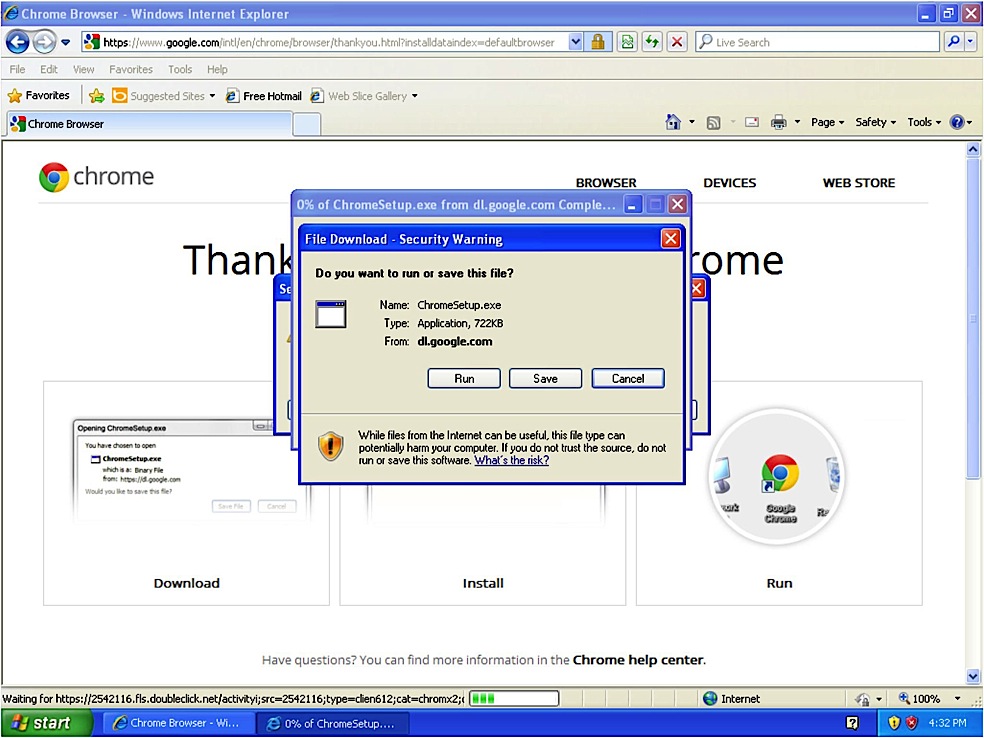 Chrome Browser - Windows Internet Explorer
https://www.google.com/intl/en/chrome/browser/thankyou.html?installdataindex=defaultbrowser
Live Search
File Edit View Favorites Tools Help
Favorites Suggested Sites Free Hotmail Web Slice Gallery
Chrome Browser
Page Safety Tools
chrome
BROWSER DEVICES WEB STORE
0% of ChromeSetup.exe from dl.google.com Comple...
File Download - Security Warning
Do you want to run or save this file?
Name: ChromeSetup.exe
Type: Application, 722KB
From: dl.google.com
Run Save Cancel
While files from the Internet can be useful, this file type can
potentially harm your computer. If you do not trust the source, do not
run or save this software. What's the risk?
Opening ChromeSetup.exe
You have chosen to open
ChromeSetup.exe
which is a: Binary File
from: https://dl.google.com
Would you like to save this file?
Save File Cancel
Google
Chrome
Download Install Run
Have questions? You can find more information in the Chrome help center.
Waiting for https://2542116.fls.doubleclick.net/activityi;src=2542116;type=clien612;cat=chromx2;
Internet 100%
start Chrome Browser - Wi... 0% of ChromeSetup.... 4:32 PM